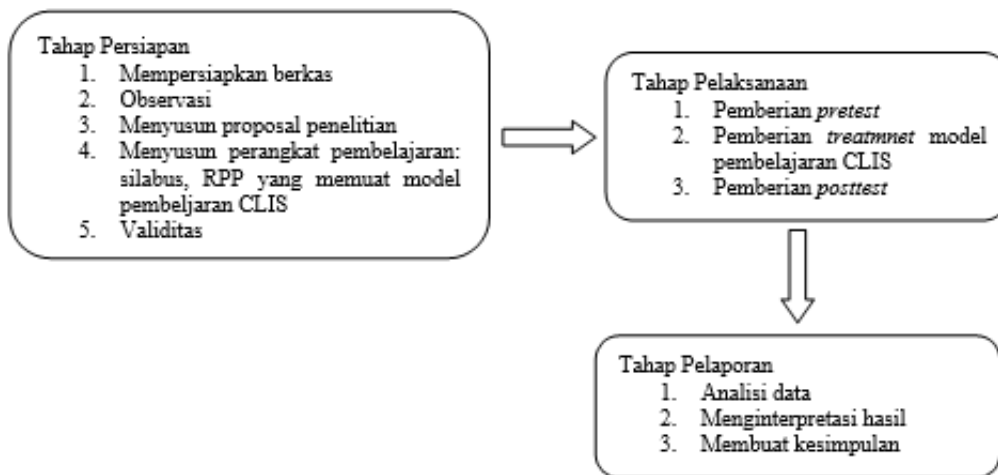 Tahap Persiapan
1. Mempersiapkan berkas
2. Observasi
3. Menyusun proposal penelitian
4. Menyusun perangkat pembelajaran:
silabus, RPP yang memuat model
pembeljaran CLIS
5. Validitas
Tahap Pelaksanaan
1. Pemberian pretest
2. Pemberian treatmnet model
pembelajaran CLIS
3. Pemberian posttest
Tahap Pelaporan
1. Analisi data
2. Menginterpretasi hasil
3. Membuat kesimpulan